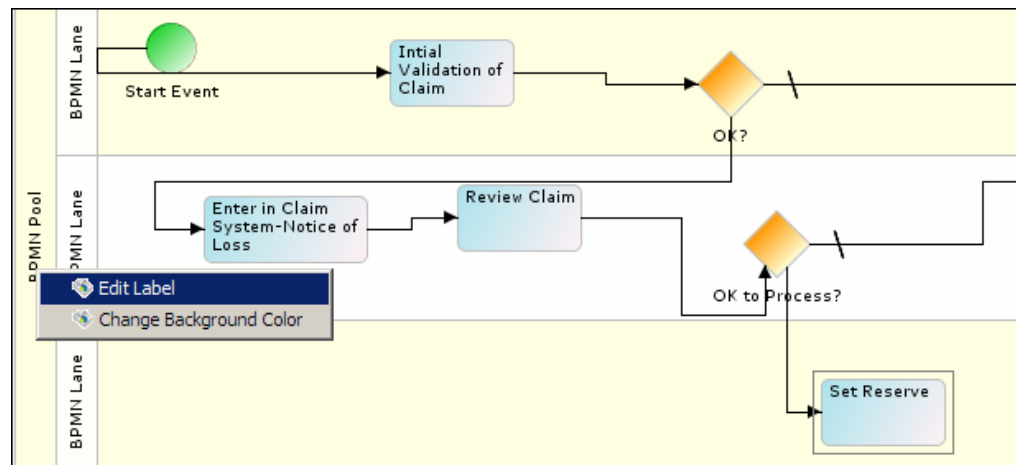 BPMN Pool
BPMN Lane
Start Event
Intial
Validation of
Claim
OK?
BPMN Lane
Enter in Claim
System-Notice of
Loss
Review Claim
OK to Process?
Edit Label
Change Background Color
BPMN Lane
Set Reserve